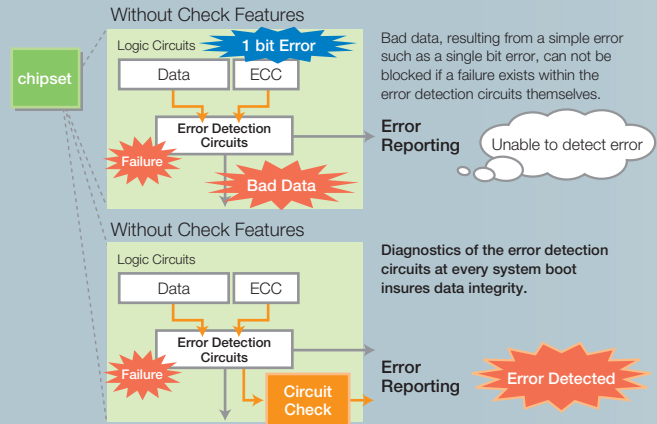 Without Check Features
chipset
Logic Circuits
1 bit Error
Data
ECC
Error Detection
Circuits
Failure
Bad Data
Bad data, resulting from a simple error
such as a single bit error, can not be
blocked if a failure exists within the
error detection circuits themselves.
Error
Reporting
Unable to detect error
Without Check Features
Logic Circuits
Data
ECC
Error Detection
Circuits
Failure
Circuit
Check
Diagnostics of the error detection
circuits at every system boot
insures data integrity.
Error
Reporting
Error Detected